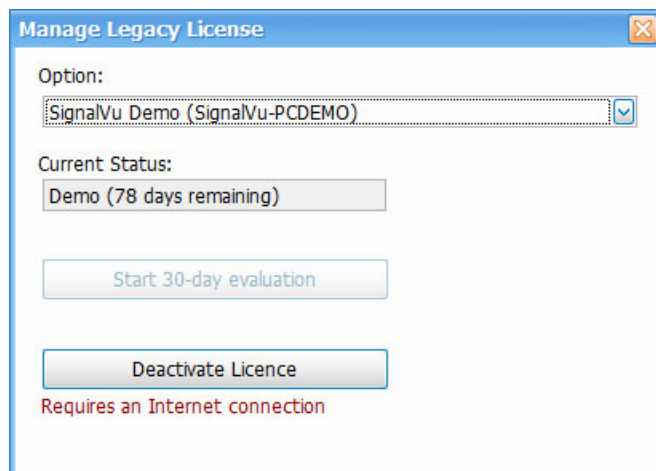 Manage Legacy License
Option:
SignalVu Demo (SignalVu-PCDEMO)
Current Status:
Demo (78 days remaining)
Start 30-day evaluation
Deactivate Licence
Requires an Internet connection